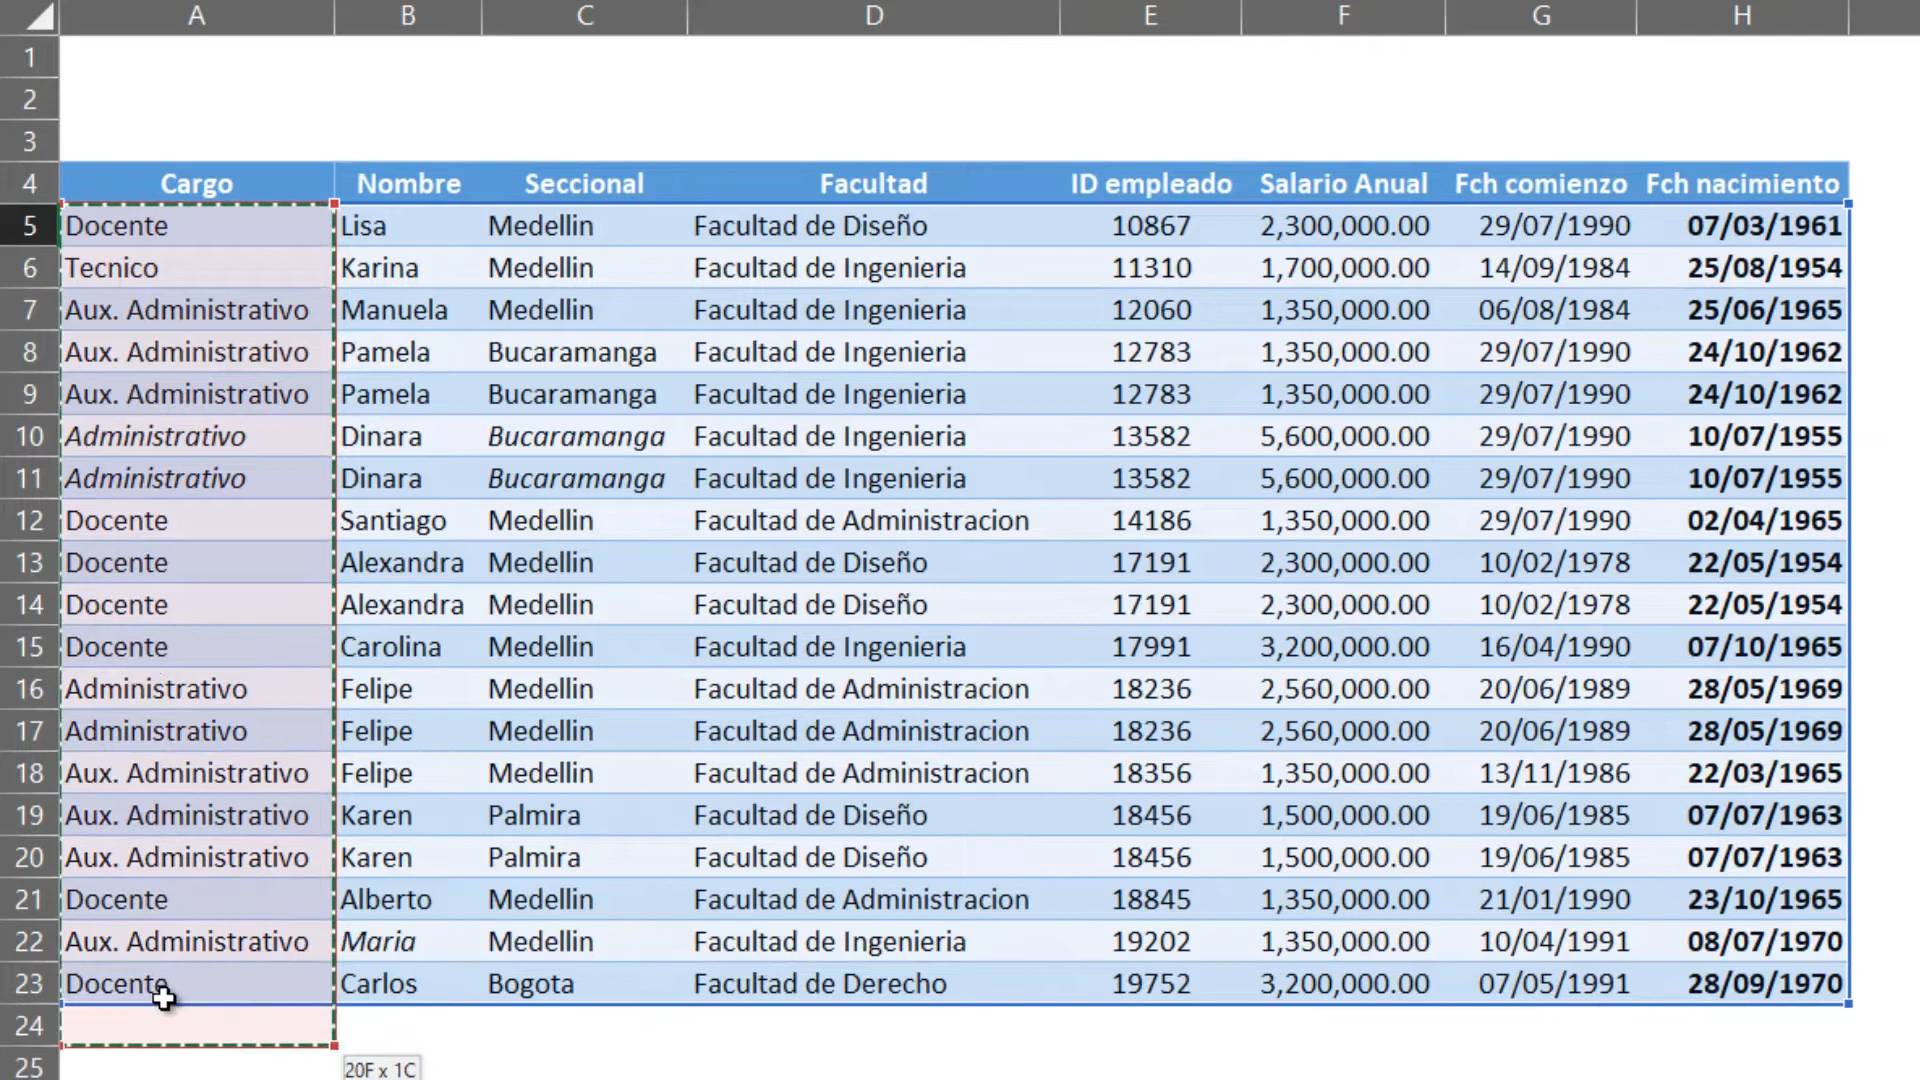 A B C D E F G H
1
2
3
4 Cargo Nombre Seccional Facultad ID empleado Salario Anual Fch comienzo Fch nacimiento
5 Docente Lisa Medellin Facultad de Diseño 10867 2,300,000.00 29/07/1990 07/03/1961
6 Tecnico Karina Medellin Facultad de Ingenieria 11310 1,700,000.00 14/09/1984 25/08/1954
7 Aux. Administrativo Manuela Medellin Facultad de Ingenieria 12060 1,350,000.00 06/08/1984 25/06/1965
8 Aux. Administrativo Pamela Bucaramanga Facultad de Ingenieria 12783 1,350,000.00 29/07/1990 24/10/1962
9 Aux. Administrativo Pamela Bucaramanga Facultad de Ingenieria 12783 1,350,000.00 29/07/1990 24/10/1962
10 Administrativo Dinara Bucaramanga Facultad de Ingenieria 13582 5,600,000.00 29/07/1990 10/07/1955
11 Administrativo Dinara Bucaramanga Facultad de Ingenieria 13582 5,600,000.00 29/07/1990 10/07/1955
12 Docente Santiago Medellin Facultad de Administracion 14186 1,350,000.00 29/07/1990 02/04/1965
13 Docente Alexandra Medellin Facultad de Diseño 17191 2,300,000.00 10/02/1978 22/05/1954
14 Docente Alexandra Medellin Facultad de Diseño 17191 2,300,000.00 10/02/1978 22/05/1954
15 Docente Carolina Medellin Facultad de Ingenieria 17991 3,200,000.00 16/04/1990 07/10/1965
16 Administrativo Felipe Medellin Facultad de Administracion 18236 2,560,000.00 20/06/1989 28/05/1969
17 Administrativo Felipe Medellin Facultad de Administracion 18236 2,560,000.00 20/06/1989 28/05/1969
18 Aux. Administrativo Felipe Medellin Facultad de Administracion 18356 1,350,000.00 13/11/1986 22/03/1965
19 Aux. Administrativo Karen Palmira Facultad de Diseño 18456 1,500,000.00 19/06/1985 07/07/1963
20 Aux. Administrativo Karen Palmira Facultad de Diseño 18456 1,500,000.00 19/06/1985 07/07/1963
21 Docente Alberto Medellin Facultad de Administracion 18845 1,350,000.00 21/01/1990 23/10/1965
22 Aux. Administrativo Maria Medellin Facultad de Ingenieria 19202 1,350,000.00 10/04/1991 08/07/1970
23 Docente Carlos Bogota Facultad de Derecho 19752 3,200,000.00 07/05/1991 28/09/1970
24
25 20F x 1C